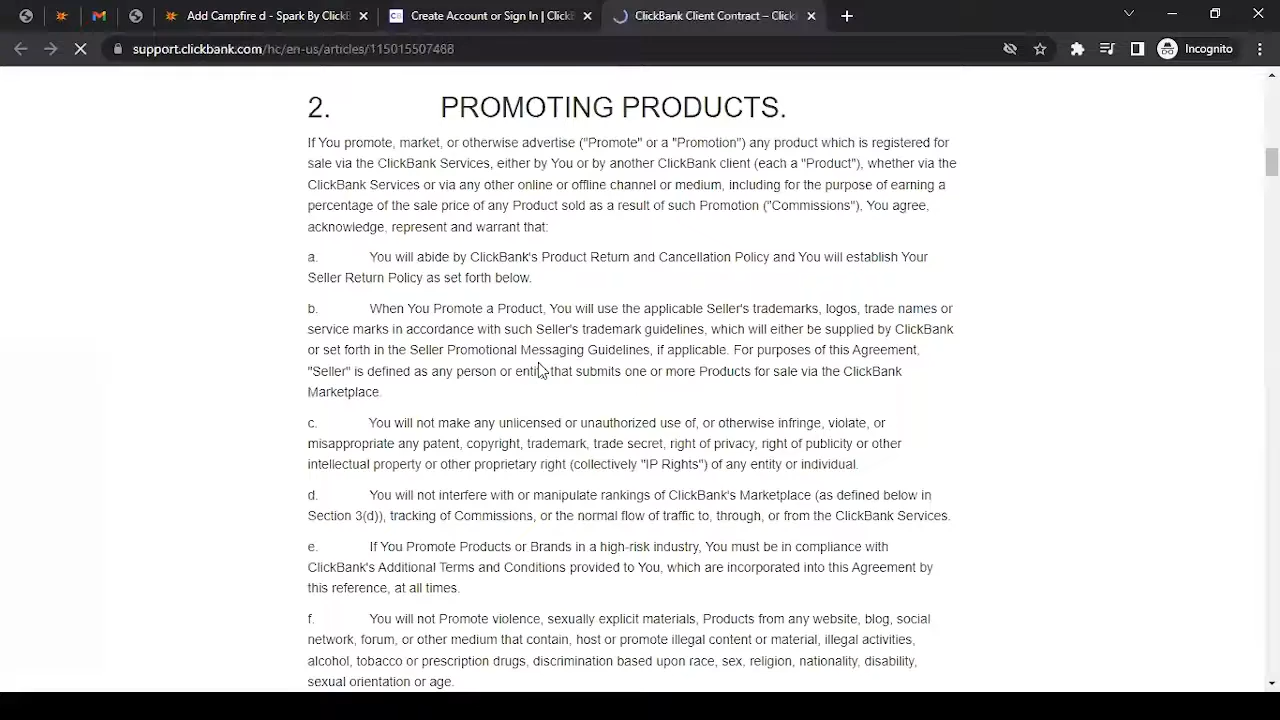 Add Campfire d - Spark By ClickB
Create Account or Sign In | ClickB
ClickBank Client Contract – Click
support.clickbank.com/hc/en-us/articles/115015507488
Incognito
2. PROMOTING PRODUCTS.
If You promote, market, or otherwise advertise ("Promote" or a "Promotion") any product which is registered for
sale via the ClickBank Services, either by You or by another ClickBank client (each a "Product"), whether via the
ClickBank Services or via any other online or offline channel or medium, including for the purpose of earning a
percentage of the sale price of any Product sold as a result of such Promotion ("Commissions"), You agree,
acknowledge, represent and warrant that:
a. You will abide by ClickBank's Product Return and Cancellation Policy and You will establish Your
Seller Return Policy as set forth below.
b. When You Promote a Product, You will use the applicable Seller's trademarks, logos, trade names or
service marks in accordance with such Seller's trademark guidelines, which will either be supplied by ClickBank
or set forth in the Seller Promotional Messaging Guidelines, if applicable. For purposes of this Agreement,
"Seller" is defined as any person or entity that submits one or more Products for sale via the ClickBank
Marketplace.
c. You will not make any unlicensed or unauthorized use of, or otherwise infringe, violate, or
misappropriate any patent, copyright, trademark, trade secret, right of privacy, right of publicity or other
intellectual property or other proprietary right (collectively "IP Rights") of any entity or individual.
d. You will not interfere with or manipulate rankings of ClickBank's Marketplace (as defined below in
Section 3(d)), tracking of Commissions, or the normal flow of traffic to, through, or from the ClickBank Services.
e. If You Promote Products or Brands in a high-risk industry, You must be in compliance with
ClickBank's Additional Terms and Conditions provided to You, which are incorporated into this Agreement by
this reference, at all times.
f. You will not Promote violence, sexually explicit materials, Products from any website, blog, social
network, forum, or other medium that contain, host or promote illegal content or material, illegal activities,
alcohol, tobacco or prescription drugs, discrimination based upon race, sex, religion, nationality, disability,
sexual orientation or age.